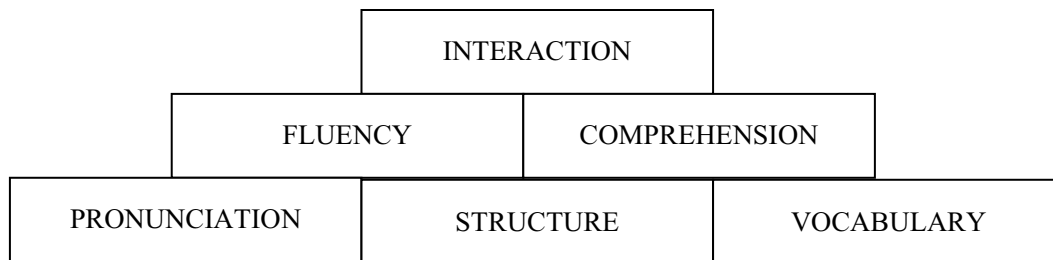 INTERACTION
FLUENCY COMPREHENSION
PRONUNCIATION STRUCTURE VOCABULARY